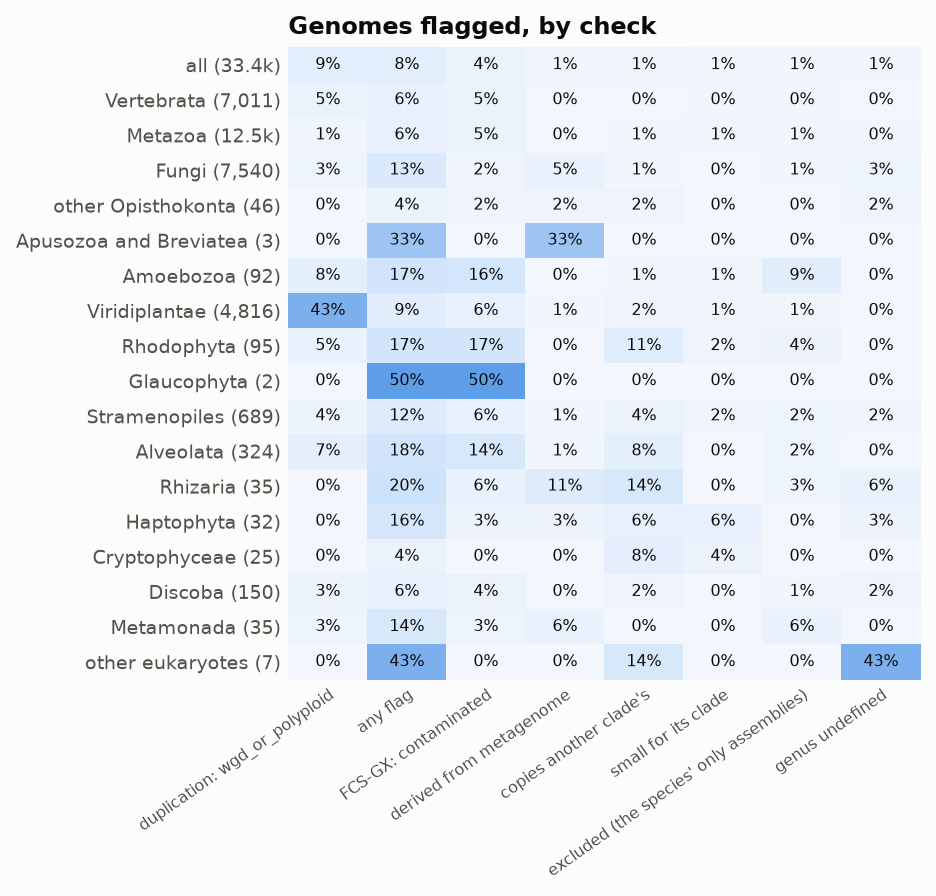 Genomes flagged, by check
all (33.4k) 9% 8% 4% 1% 1% 1% 1% 1%
Vertebrata (7,011) 5% 6% 5% 0% 0% 0% 0% 0%
Metazoa (12.5k) 1% 6% 5% 0% 1% 1% 1% 0%
Fungi (7,540) 3% 13% 2% 5% 1% 0% 1% 3%
other Opisthokonta (46) 0% 4% 2% 2% 2% 0% 0% 2%
Apusozoa and Breviatea (3) 0% 33% 0% 33% 0% 0% 0% 0%
Amoebozoa (92) 8% 17% 16% 0% 1% 1% 9% 0%
Viridiplantae (4,816) 43% 9% 6% 1% 2% 1% 1% 0%
Rhodophyta (95) 5% 17% 17% 0% 11% 2% 4% 0%
Glaucophyta (2) 0% 50% 50% 0% 0% 0% 0% 0%
Stramenopiles (689) 4% 12% 6% 1% 4% 2% 2% 2%
Alveolata (324) 7% 18% 14% 1% 8% 0% 2% 0%
Rhizaria (35) 0% 20% 6% 11% 14% 0% 3% 6%
Haptophyta (32) 0% 16% 3% 3% 6% 6% 0% 3%
Cryptophyceae (25) 0% 4% 0% 0% 8% 4% 0% 0%
Discoba (150) 3% 6% 4% 0% 2% 0% 1% 2%
Metamonada (35) 3% 14% 3% 6% 0% 0% 6% 0%
other eukaryotes (7) 0% 43% 0% 0% 14% 0% 0% 43%
duplication: wgd_or_polyploid
any flag
FCS-GX: contaminated
derived from metagenome
copies another clade's
small for its clade
excluded (the species' only assemblies)
genus undefined